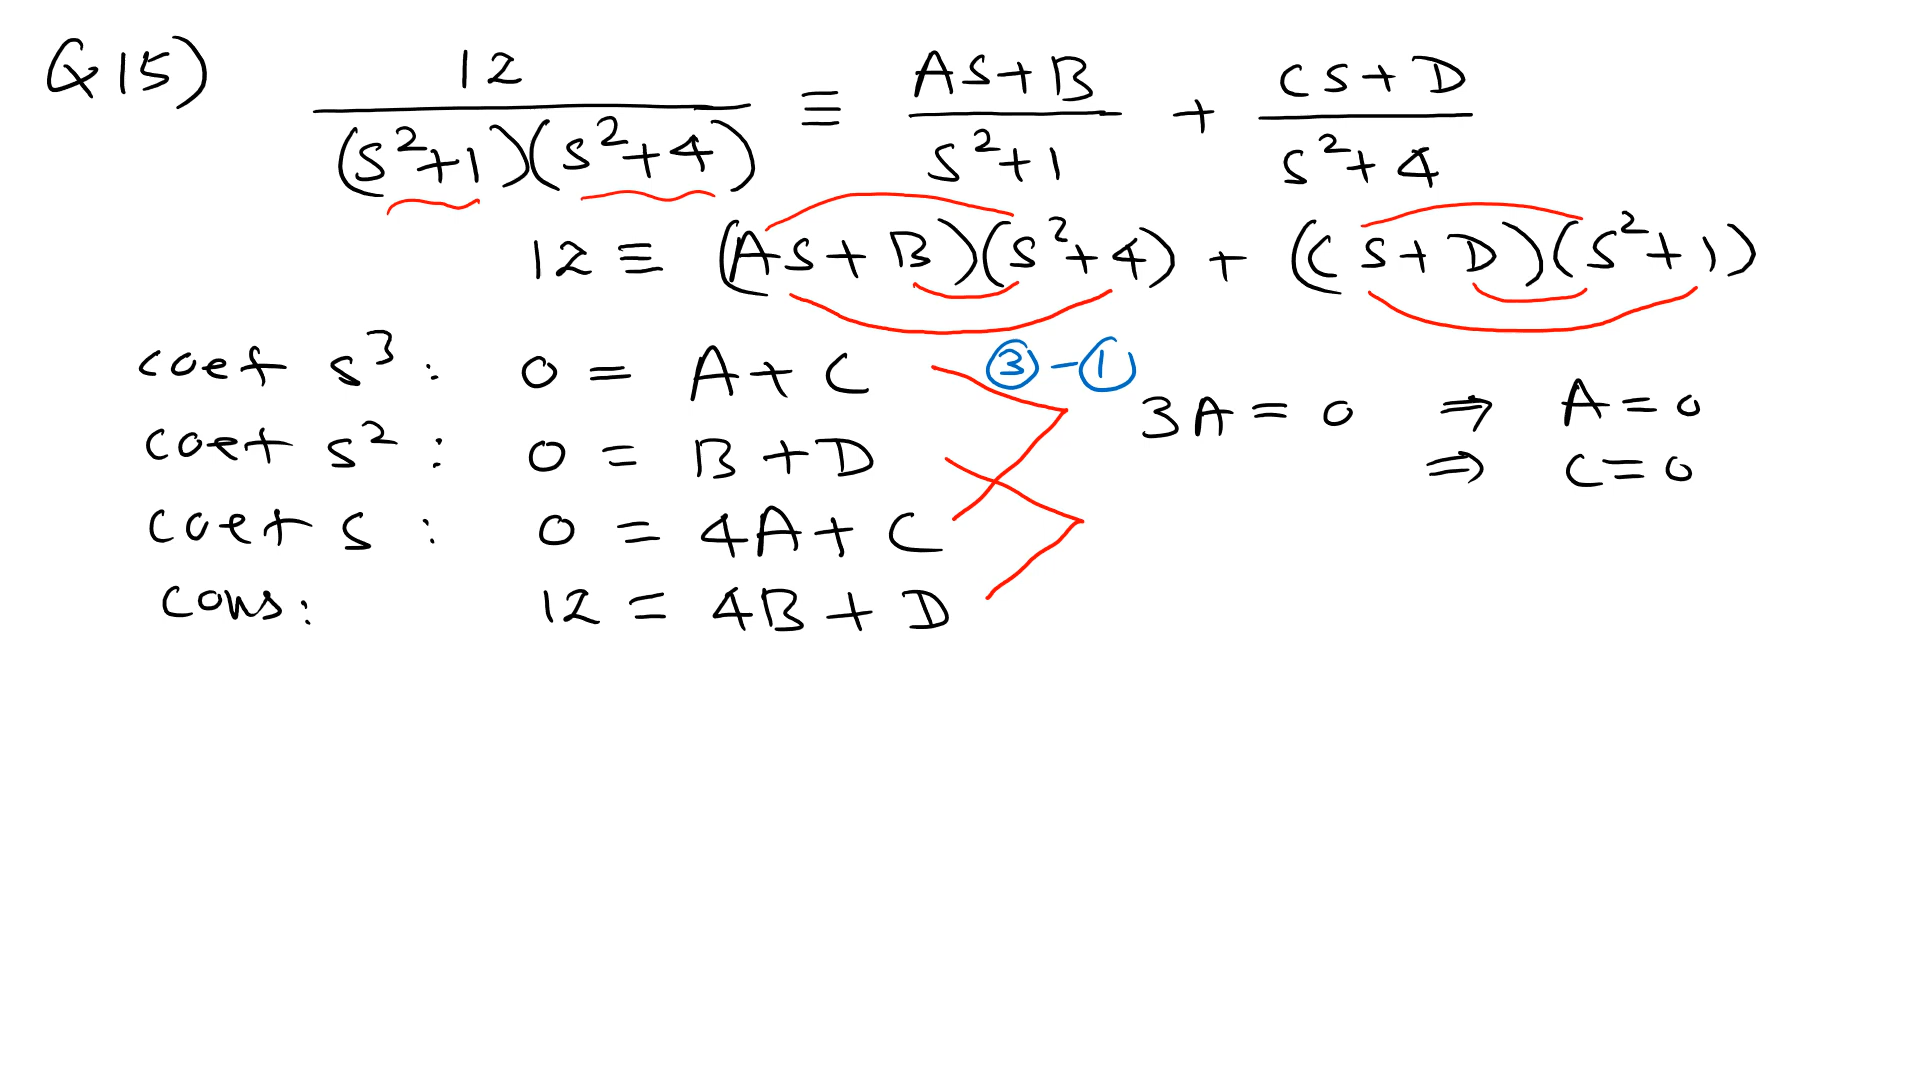 Q15) 12/((s²+1)(s²+4)) ≡ (As+B)/(s²+1) + (Cs+D)/(s²+4)
12 ≡ (As+B)(s²+4) + (Cs+D)(s²+1)
coef s³: 0 = A+C ③-① 3A=0 ⇒ A=0
coef s²: 0 = B+D ⇒ C=0
coef s: 0 = 4A+C
cons: 12 = 4B+D